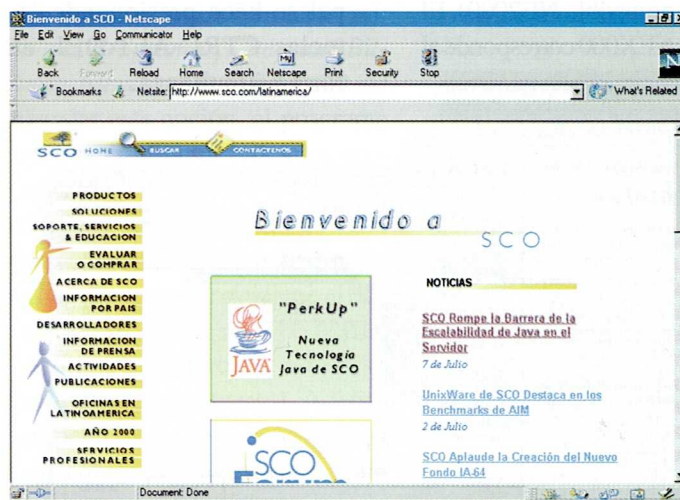 Bienvenido a SCO - Netscape
File Edit View Go Communicator Help
Back Forward Reload Home Search Netscape Print Security Stop
My
N
Bookmarks Netsite: http://www.sco.com/latinamerica/ What's Related
SCO HOME BUSCAR CONTACTENOS
PRODUCTOS
SOLUCIONES
SOPORTE, SERVICIOS
& EDUCACION
EVALUAR
O COMPRAR
ACERCA DE SCO
INFORMACION
POR PAIS
DESARROLLADORES
INFORMACION
DE PRENSA
ACTIVIDADES
PUBLICACIONES
OFICINAS EN
LATINOAMERICA
AÑO 2000
SERVICIOS
PROFESIONALES
Bienvenido a
SCO
"PerkUp"
Nueva
Tecnología
Java de SCO
JAVA
SCO
Forum
NOTICIAS
SCO Rompe la Barrera de la
Escalabilidad de Java en el
Servidor
7 de Julio
UnixWare de SCO Destaca en los
Benchmarks de AIM
2 de Julio
SCO Aplaude la Creación del Nuevo
Fondo IA-64
Document: Done